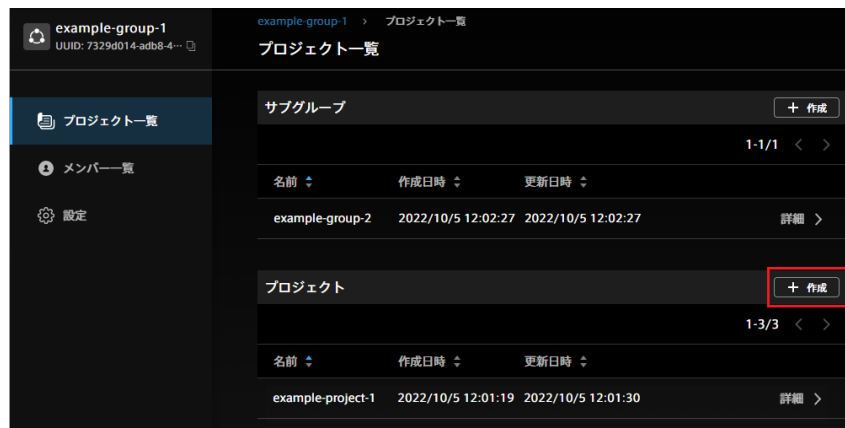 example-group-1
UUID: 7329d014-adb8-4…
プロジェクト一覧
メンバー一覧
設定
example-group-1 › プロジェクト一覧
プロジェクト一覧
サブグループ
+ 作成
1-1/1 < >
名前 作成日時 更新日時
example-group-2 2022/10/5 12:02:27 2022/10/5 12:02:27 詳細 >
プロジェクト
+ 作成
1-3/3 < >
名前 作成日時 更新日時
example-project-1 2022/10/5 12:01:19 2022/10/5 12:01:30 詳細 >